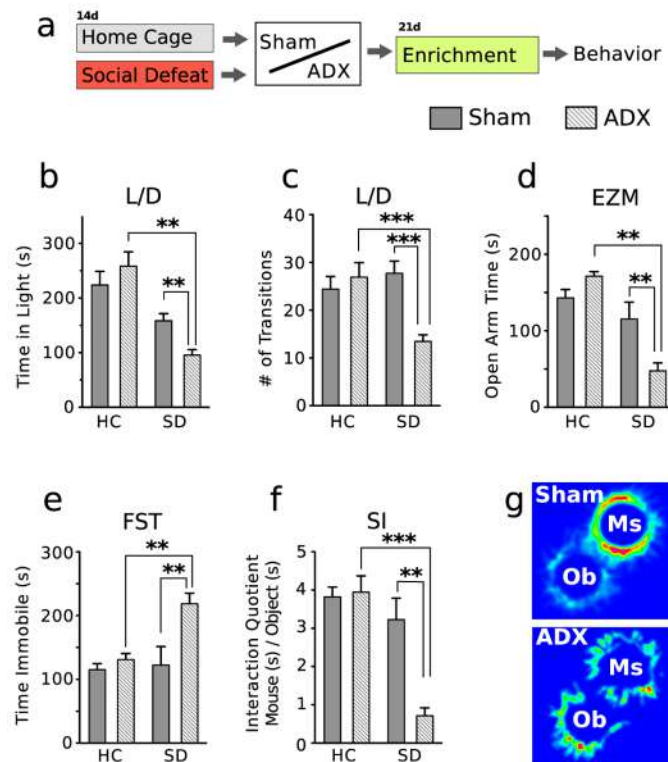 a
14d
Home Cage
Social Defeat
Sham
ADX
21d
Enrichment
Behavior
Sham
ADX
b
L/D
Time in Light (s)
300
200
100
0
**
**
HC
SD
c
L/D
# of Transitions
40
30
20
10
0
***
***
HC
SD
d
EZM
Open Arm Time (s)
200
100
0
**
**
HC
SD
e
FST
Time Immobile (s)
300
200
100
0
**
**
HC
SD
f
SI
Interaction Quotient
Mouse (s) / Object (s)
5
4
3
2
1
0
***
**
HC
SD
g
Sham
Ms
Ob
ADX
Ms
Ob